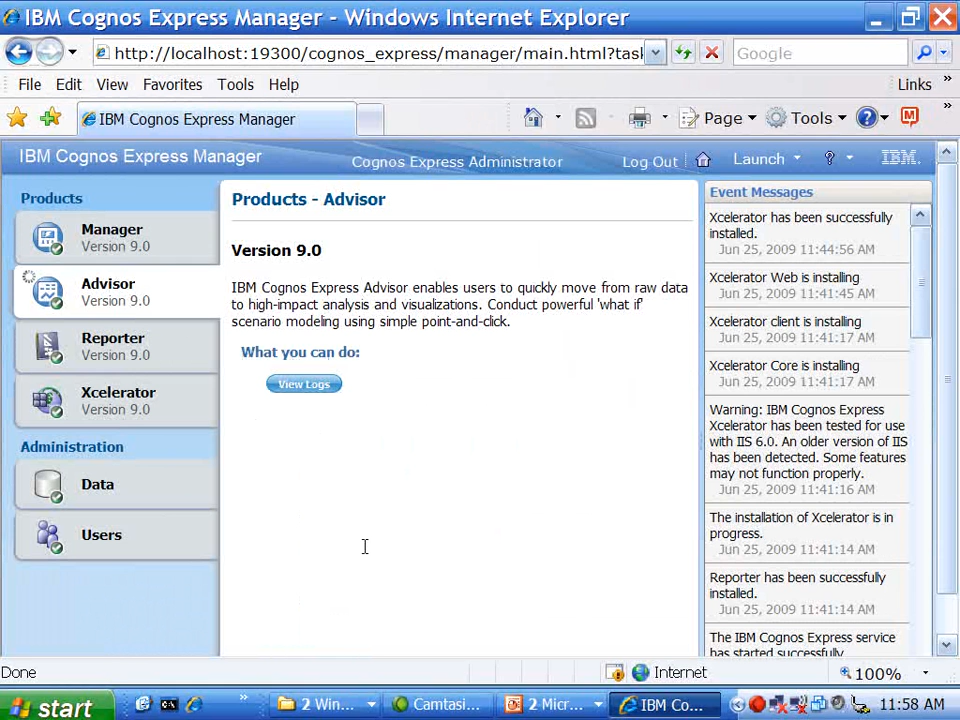 IBM Cognos Express Manager - Windows Internet Explorer
http://localhost:19300/cognos_express/manager/main.html?task
Google
File Edit View Favorites Tools Help
Links
IBM Cognos Express Manager
Page Tools
IBM Cognos Express Manager
Cognos Express Administrator
Log Out
Launch
?
IBM
Products
Manager
Version 9.0
Advisor
Version 9.0
Reporter
Version 9.0
Xcelerator
Version 9.0
Administration
Data
Users
Products - Advisor
Version 9.0
IBM Cognos Express Advisor enables users to quickly move from raw data
to high-impact analysis and visualizations. Conduct powerful 'what if'
scenario modeling using simple point-and-click.
What you can do:
View Logs
Event Messages
Xcelerator has been successfully
installed.
Jun 25, 2009 11:44:56 AM
Xcelerator Web is installing
Jun 25, 2009 11:41:45 AM
Xcelerator client is installing
Jun 25, 2009 11:41:17 AM
Xcelerator Core is installing
Jun 25, 2009 11:41:17 AM
Warning: IBM Cognos Express
Xcelerator has been tested for use
with IIS 6.0. An older version of IIS
has been detected. Some features
may not function properly.
Jun 25, 2009 11:41:16 AM
The installation of Xcelerator is in
progress.
Jun 25, 2009 11:41:14 AM
Reporter has been successfully
installed.
Jun 25, 2009 11:41:14 AM
The IBM Cognos Express service
has started successfully.
Done
Internet
100%
start
2 Win...
Camtasi...
2 Micr...
IBM Co...
11:58 AM